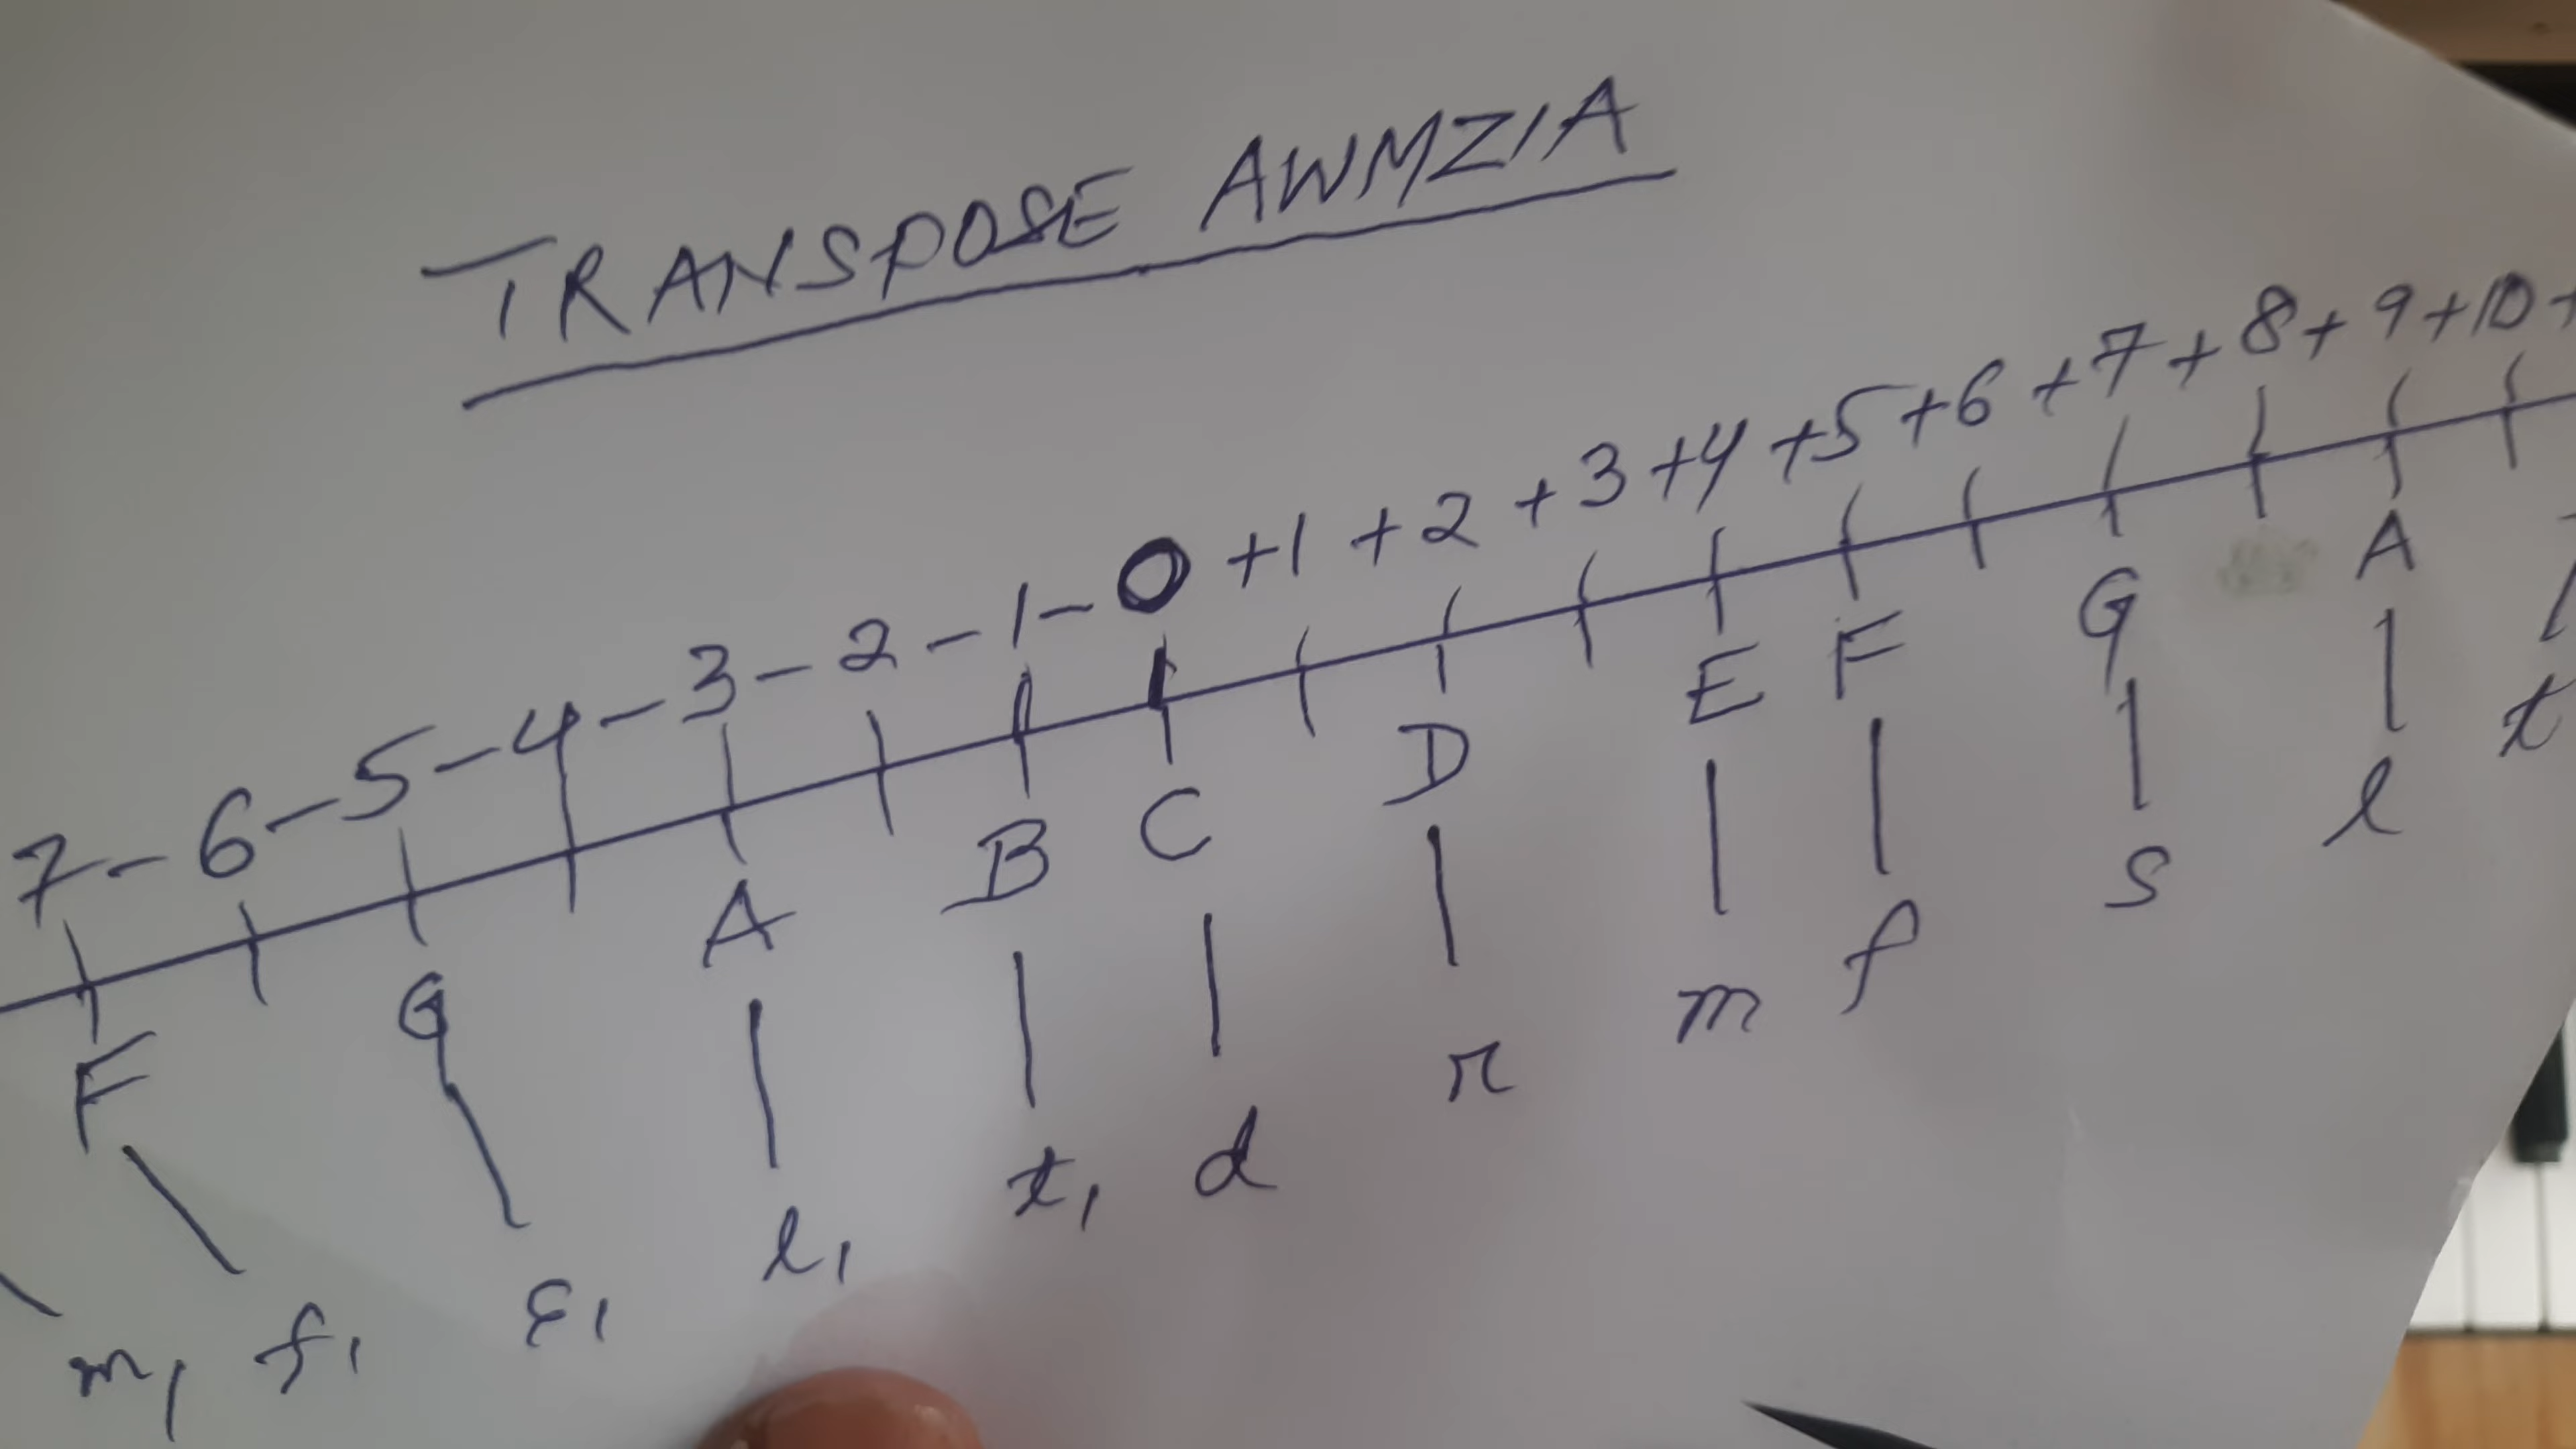 TRANSPOSE AWMZIA
7 - 6 - 5 - 4 - 3 - 2 - 1 - 0 +1 +2 +3 +4 +5 +6 +7 +8 +9 +10 +
F G A B C D E F G A
m, f, s, l, t, d r m f s l t